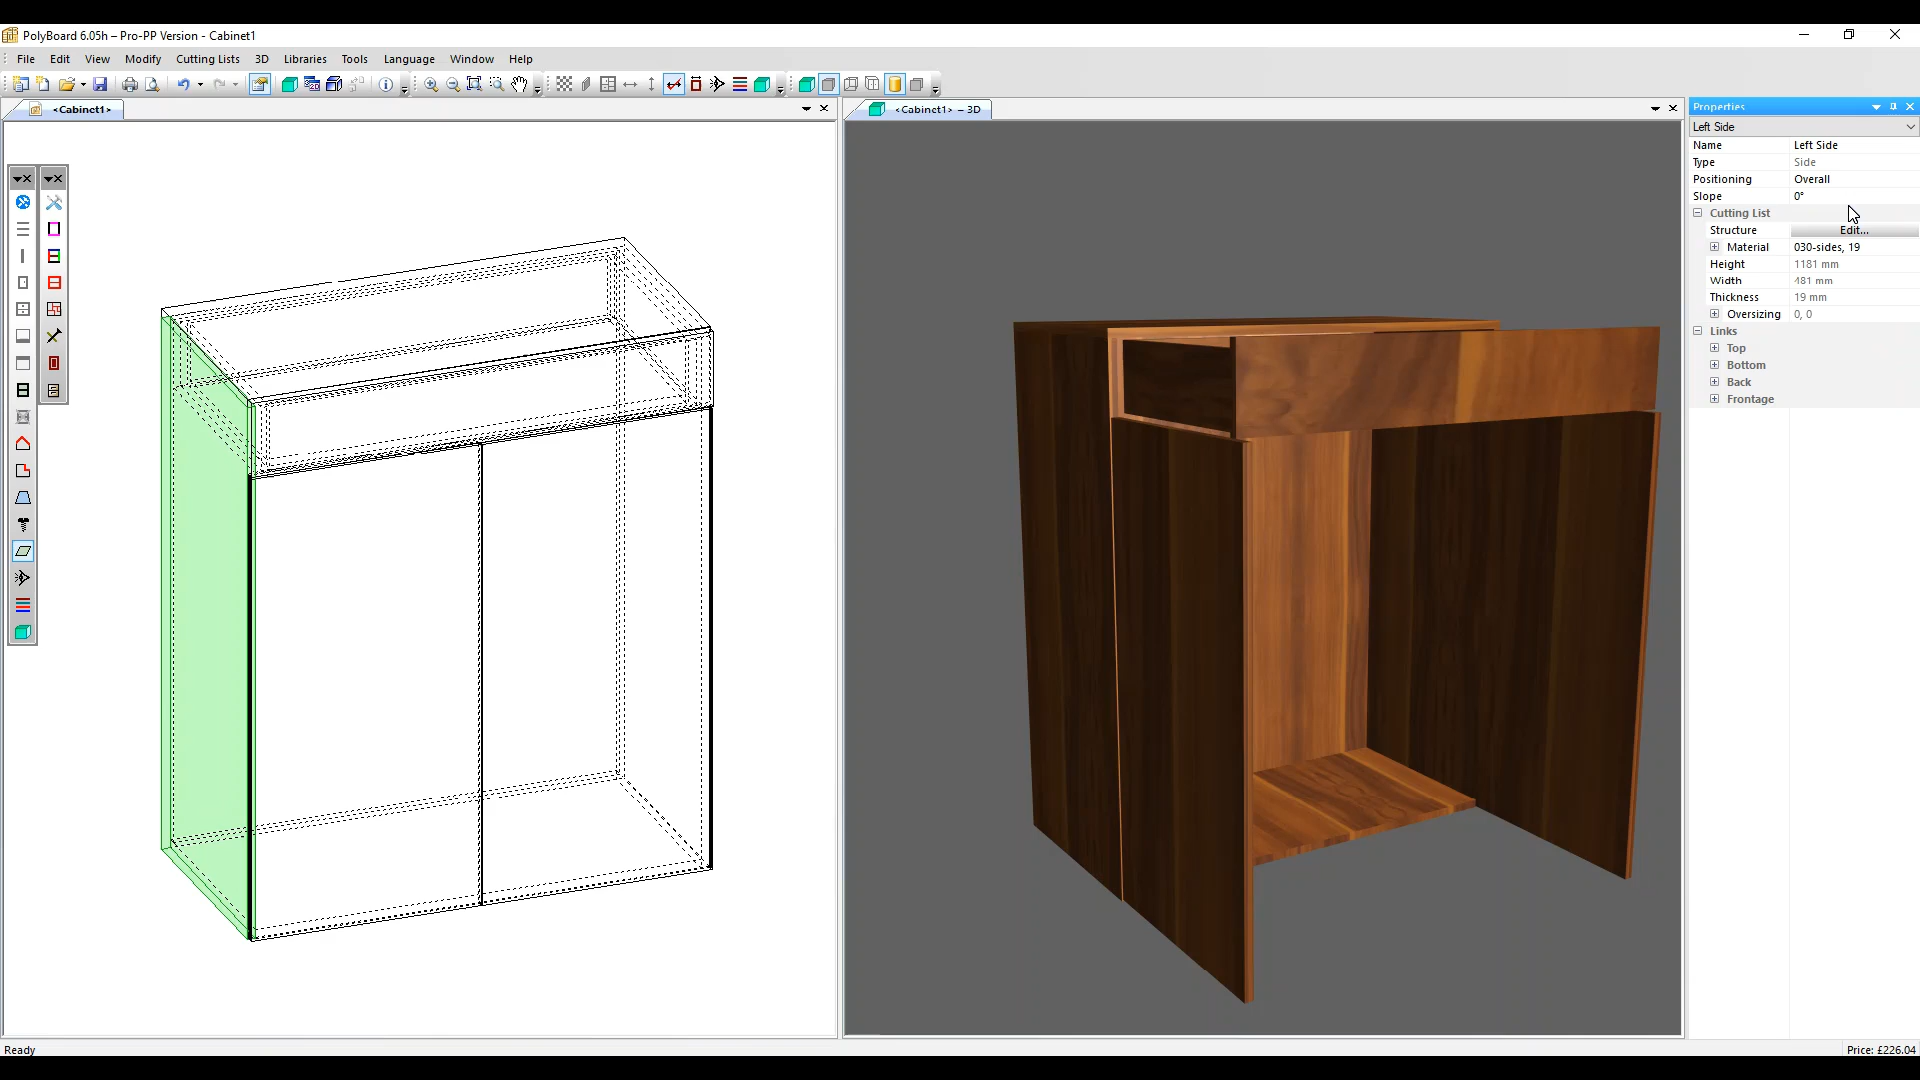 PolyBoard 6.05h – Pro-PP Version - Cabinet1
File Edit View Modify Cutting Lists 3D Libraries Tools Language Window Help
<Cabinet1>
<Cabinet1> – 3D
Properties
Left Side
Name Left Side
Type Side
Positioning Overall
Slope 0°
Cutting List
Structure Edit...
Material 030-sides, 19
Height 1181 mm
Width 481 mm
Thickness 19 mm
Oversizing 0, 0
Links
Top
Bottom
Back
Frontage
Ready
Price: £226.04